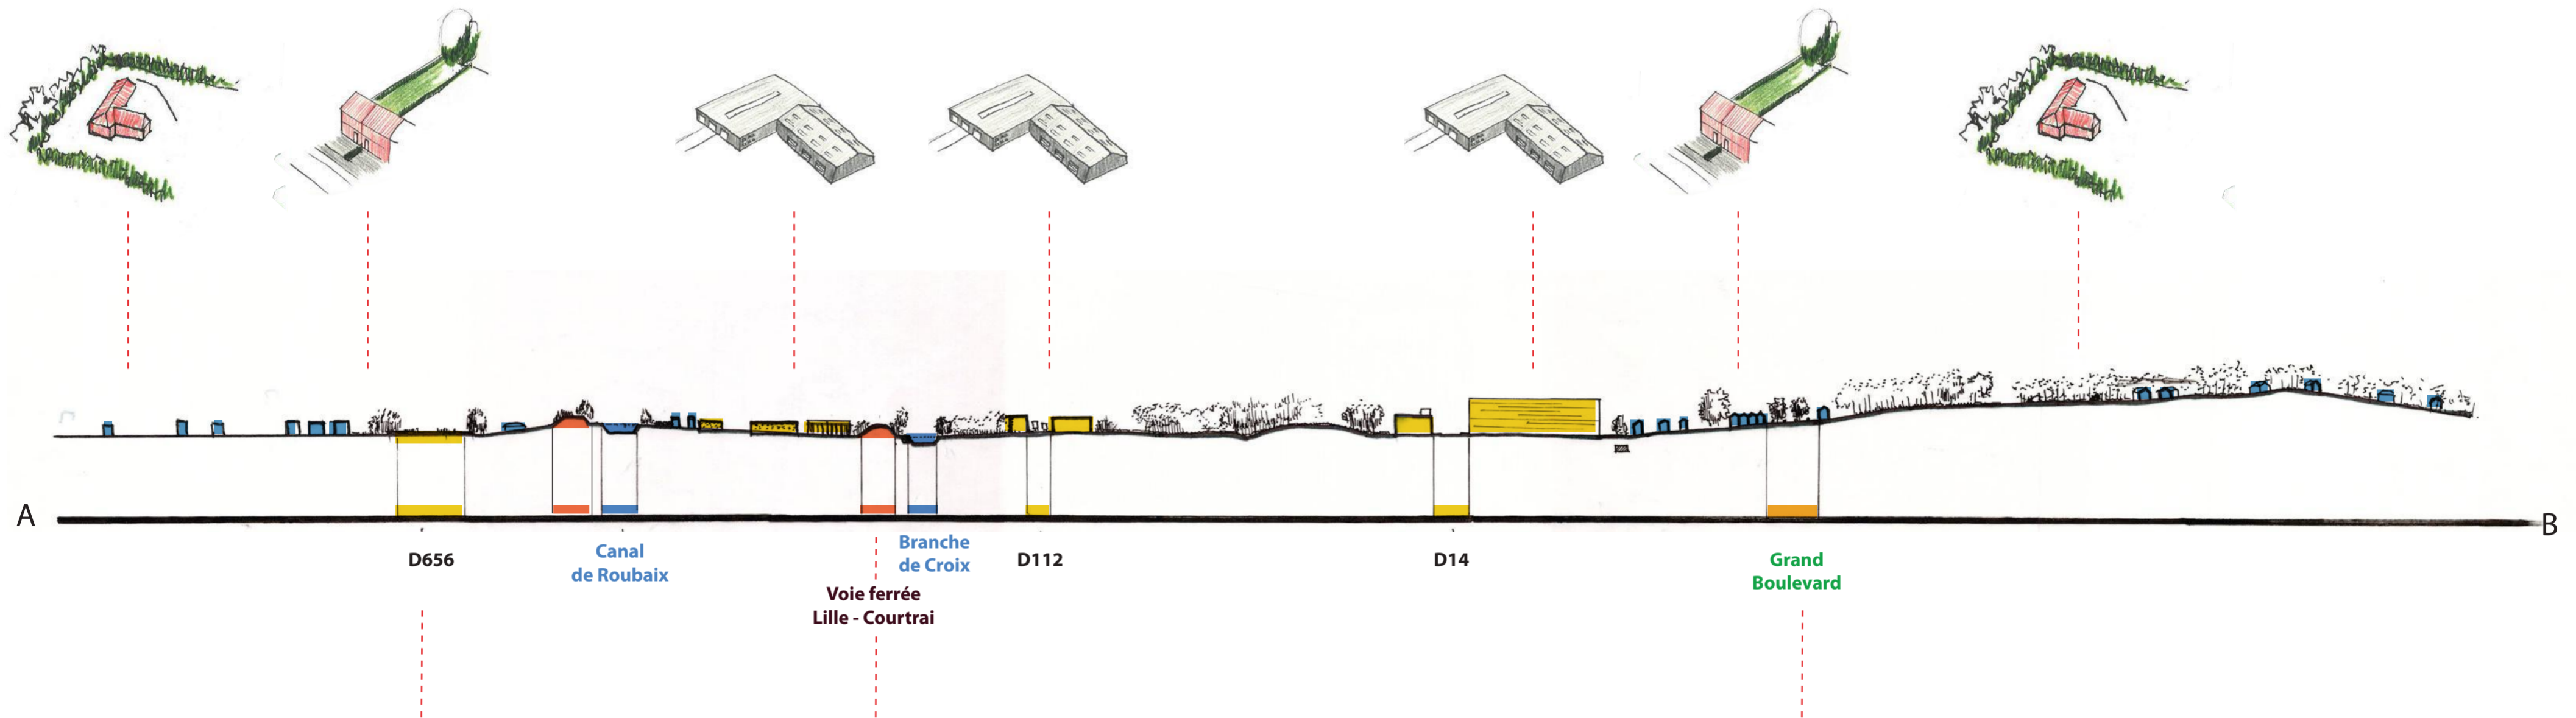 A
B
D656
Canal
de Roubaix
Voie ferrée
Lille - Courtrai
Branche
de Croix
D112
D14
Grand
Boulevard